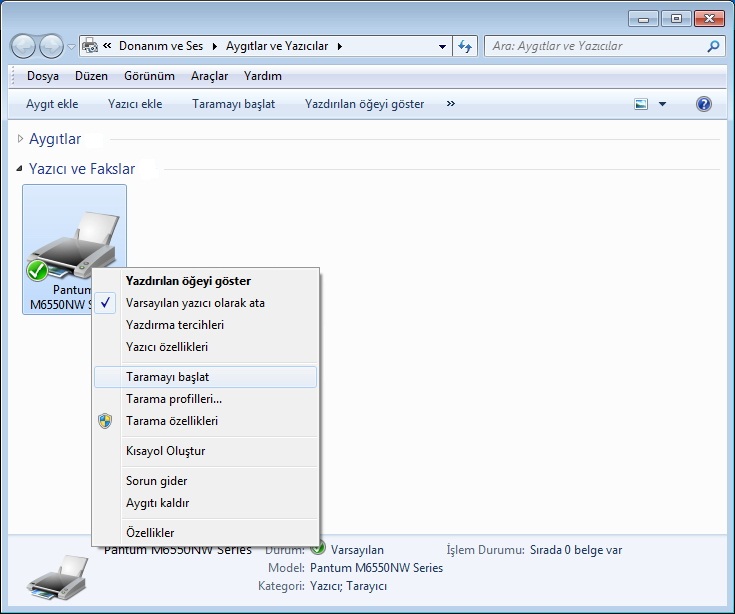 « Donanım ve Ses ▸ Aygıtlar ve Yazıcılar ▸
Ara: Aygıtlar ve Yazıcılar
Dosya Düzen Görünüm Araçlar Yardım
Aygıt ekle Yazıcı ekle Taramayı başlat Yazdırılan öğeyi göster »
Aygıtlar
Yazıcı ve Fakslar
Pantum
M6550NW Se
Yazdırılan öğeyi göster
Varsayılan yazıcı olarak ata
Yazdırma tercihleri
Yazıcı özellikleri
Taramayı başlat
Tarama profilleri...
Tarama özellikleri
Kısayol Oluştur
Sorun gider
Aygıtı kaldır
Özellikler
Pantum M6550NW Series Durum: Varsayılan İşlem Durumu: Sırada 0 belge var
Model: Pantum M6550NW Series
Kategori: Yazıcı; Tarayıcı